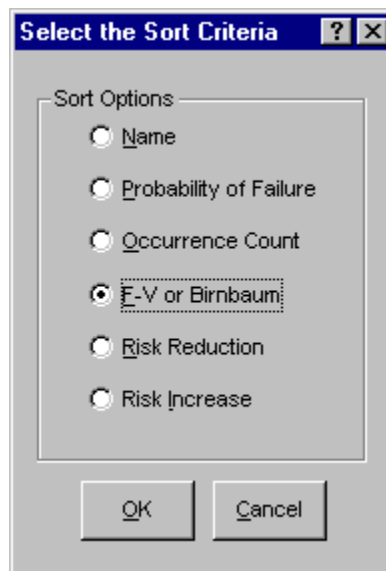 Select the Sort Criteria
Sort Options
Name
Probability of Failure
Occurrence Count
F-V or Birnbaum
Risk Reduction
Risk Increase
OK
Cancel